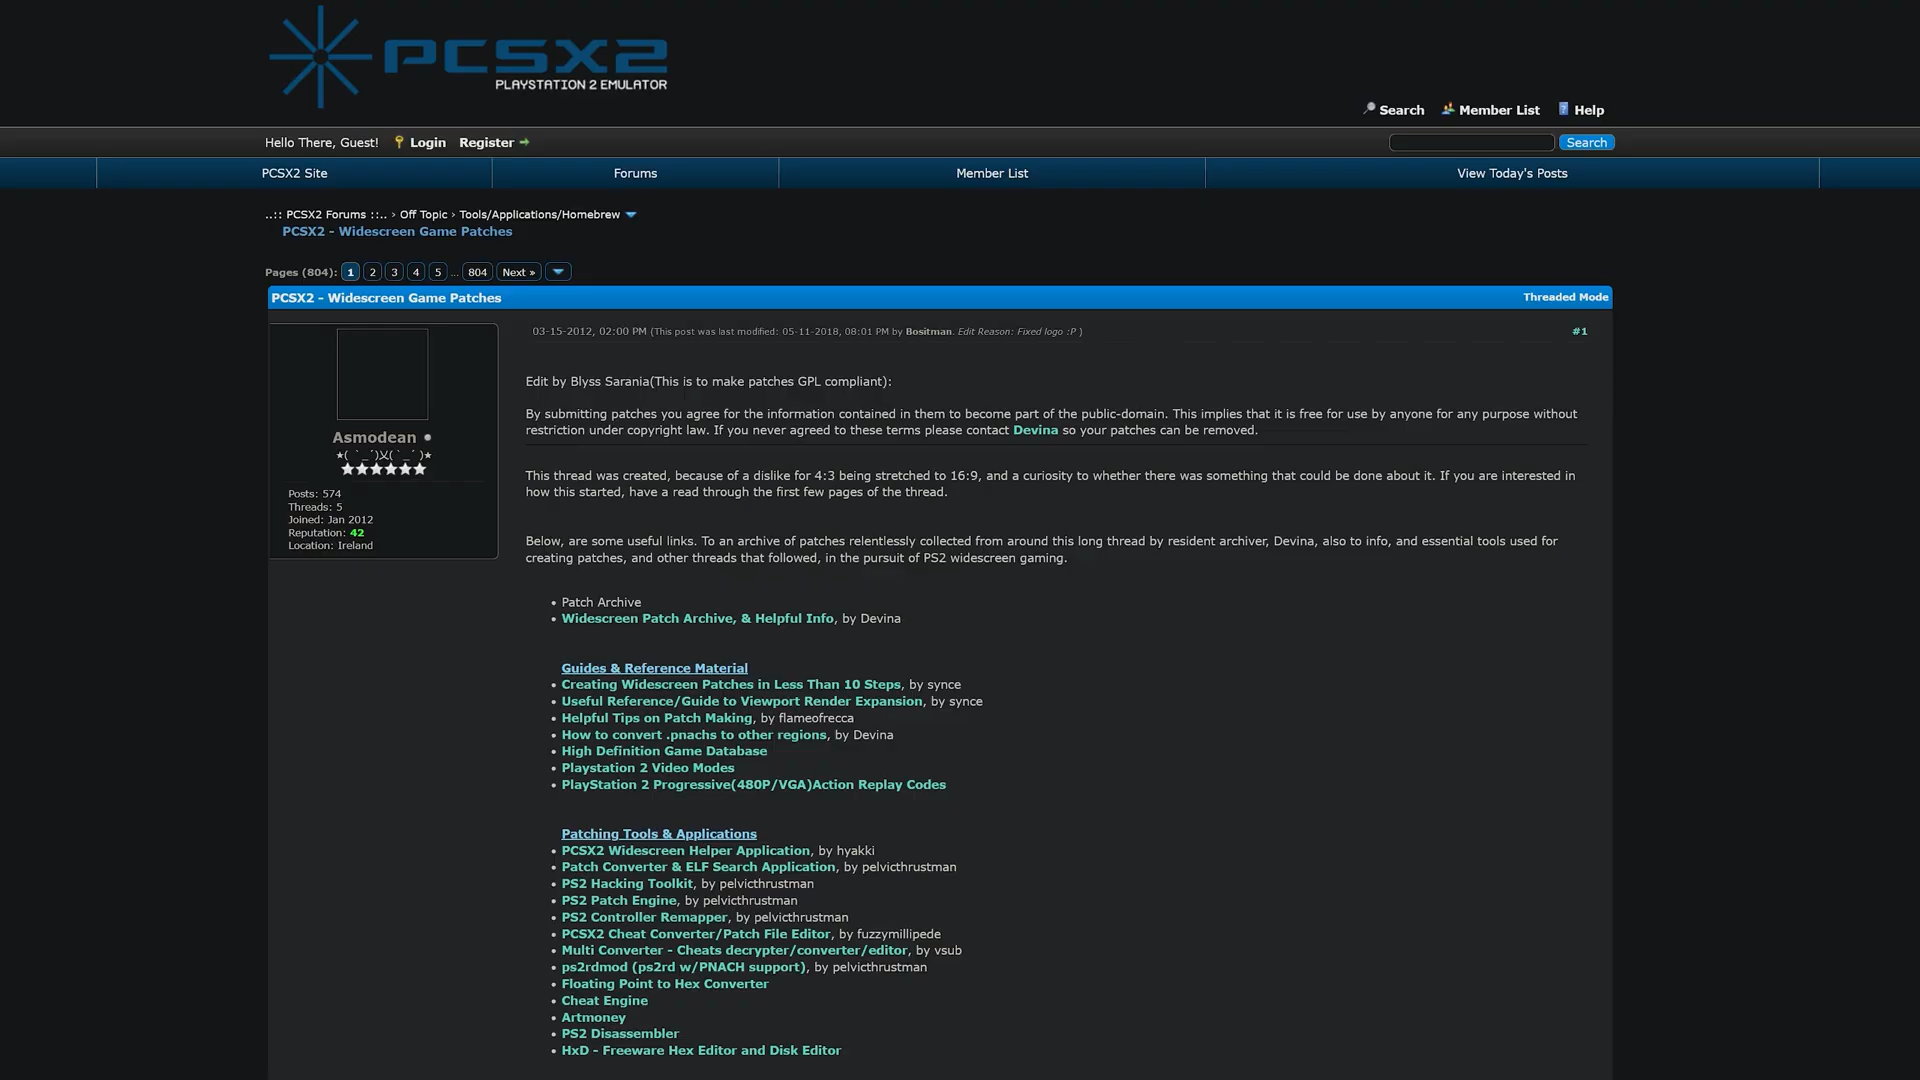 PCSX2
PLAYSTATION 2 EMULATOR
Search Member List Help
Hello There, Guest! Login Register
Search
PCSX2 Site Forums Member List View Today's Posts
..:: PCSX2 Forums ::.. › Off Topic › Tools/Applications/Homebrew
PCSX2 - Widescreen Game Patches
Pages (804): 1 2 3 4 5 ... 804 Next »
PCSX2 - Widescreen Game Patches Threaded Mode
03-15-2012, 02:00 PM (This post was last modified: 05-11-2018, 08:01 PM by Bositman. Edit Reason: Fixed logo :P ) #1
Asmodean
★( ｀_´)乂(｀_´ )★
Posts: 574
Threads: 5
Joined: Jan 2012
Reputation: 42
Location: Ireland
Edit by Blyss Sarania(This is to make patches GPL compliant):
By submitting patches you agree for the information contained in them to become part of the public-domain. This implies that it is free for use by anyone for any purpose without
restriction under copyright law. If you never agreed to these terms please contact Devina so your patches can be removed.
This thread was created, because of a dislike for 4:3 being stretched to 16:9, and a curiosity to whether there was something that could be done about it. If you are interested in
how this started, have a read through the first few pages of the thread.
Below, are some useful links. To an archive of patches relentlessly collected from around this long thread by resident archiver, Devina, also to info, and essential tools used for
creating patches, and other threads that followed, in the pursuit of PS2 widescreen gaming.
• Patch Archive
• Widescreen Patch Archive, & Helpful Info, by Devina
Guides & Reference Material
• Creating Widescreen Patches in Less Than 10 Steps, by synce
• Useful Reference/Guide to Viewport Render Expansion, by synce
• Helpful Tips on Patch Making, by flameofrecca
• How to convert .pnachs to other regions, by Devina
• High Definition Game Database
• Playstation 2 Video Modes
• PlayStation 2 Progressive(480P/VGA)Action Replay Codes
Patching Tools & Applications
• PCSX2 Widescreen Helper Application, by hyakki
• Patch Converter & ELF Search Application, by pelvicthrustman
• PS2 Hacking Toolkit, by pelvicthrustman
• PS2 Patch Engine, by pelvicthrustman
• PS2 Controller Remapper, by pelvicthrustman
• PCSX2 Cheat Converter/Patch File Editor, by fuzzymillipede
• Multi Converter - Cheats decrypter/converter/editor, by vsub
• ps2rdmod (ps2rd w/PNACH support), by pelvicthrustman
• Floating Point to Hex Converter
• Cheat Engine
• Artmoney
• PS2 Disassembler
• HxD - Freeware Hex Editor and Disk Editor